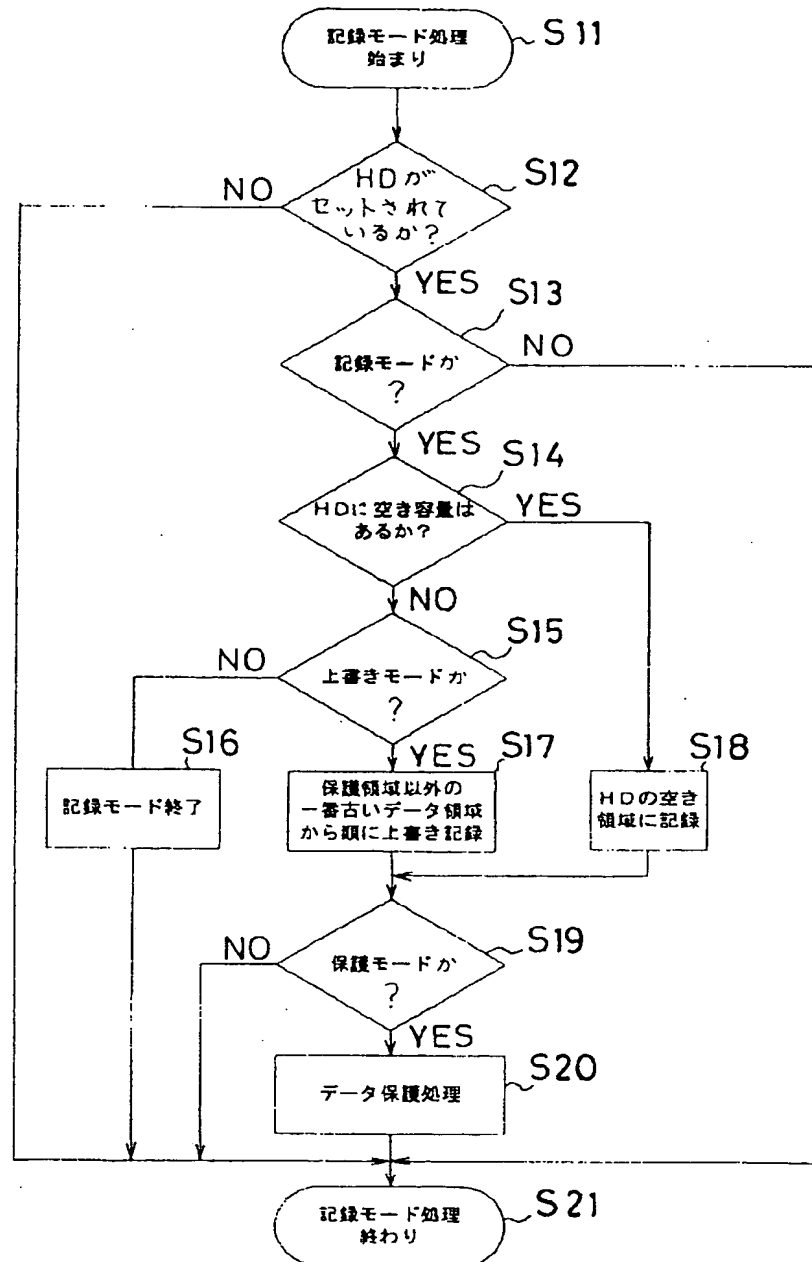 記録モード処理
始まり
S11
HDが
セットされて
いるか?
S12
NO
YES
S13
記録モードか
?
NO
YES
S14
HDに空き容量は
あるか?
YES
NO
S15
上書きモードか
?
NO
YES
S16
記録モード終了
S17
保護領域以外の
一番古いデータ領域
から順に上書き記録
S18
HDの空き
領域に記録
S19
保護モードか
?
NO
YES
S20
データ保護処理
記録モード処理
終わり
S21